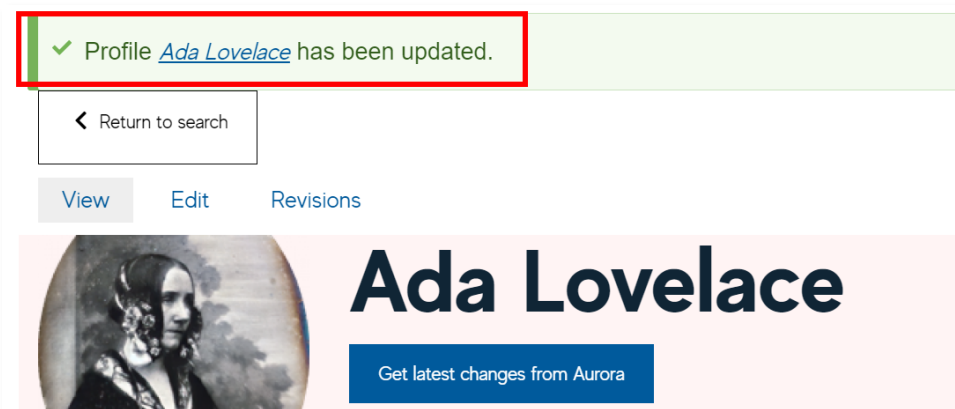 Profile Ada Lovelace has been updated.
Return to search
View Edit Revisions
Ada Lovelace
Get latest changes from Aurora